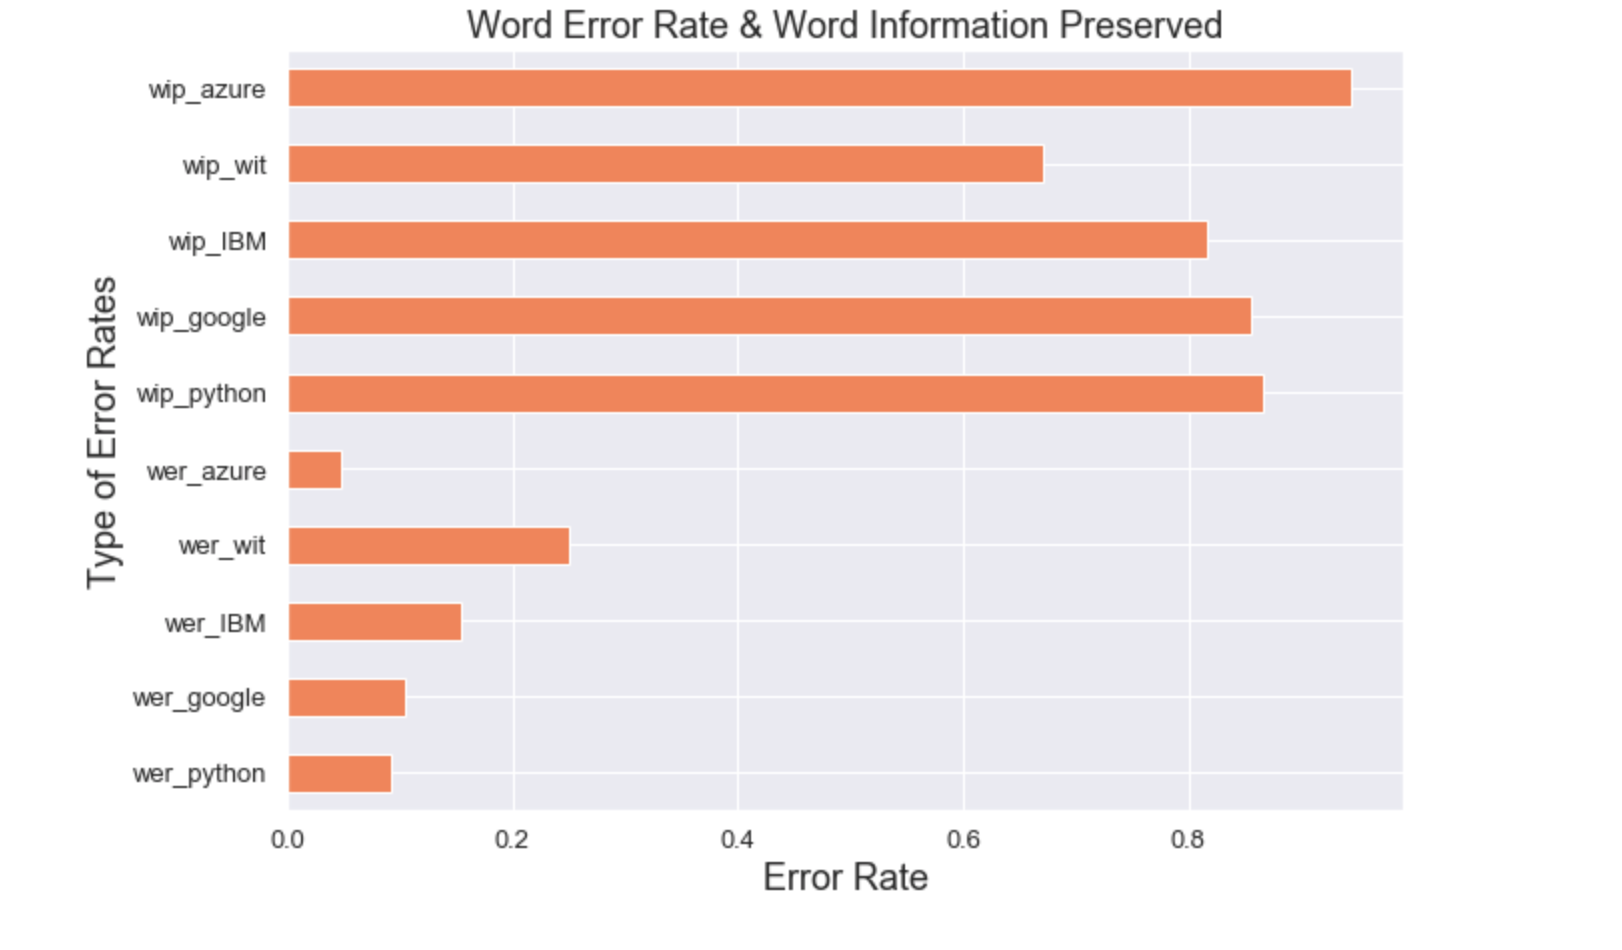 Word Error Rate & Word Information Preserved
wip_azure
wip_wit
wip_IBM
wip_google
wip_python
wer_azure
wer_wit
wer_IBM
wer_google
wer_python
Type of Error Rates
0.0 0.2 0.4 0.6 0.8
Error Rate